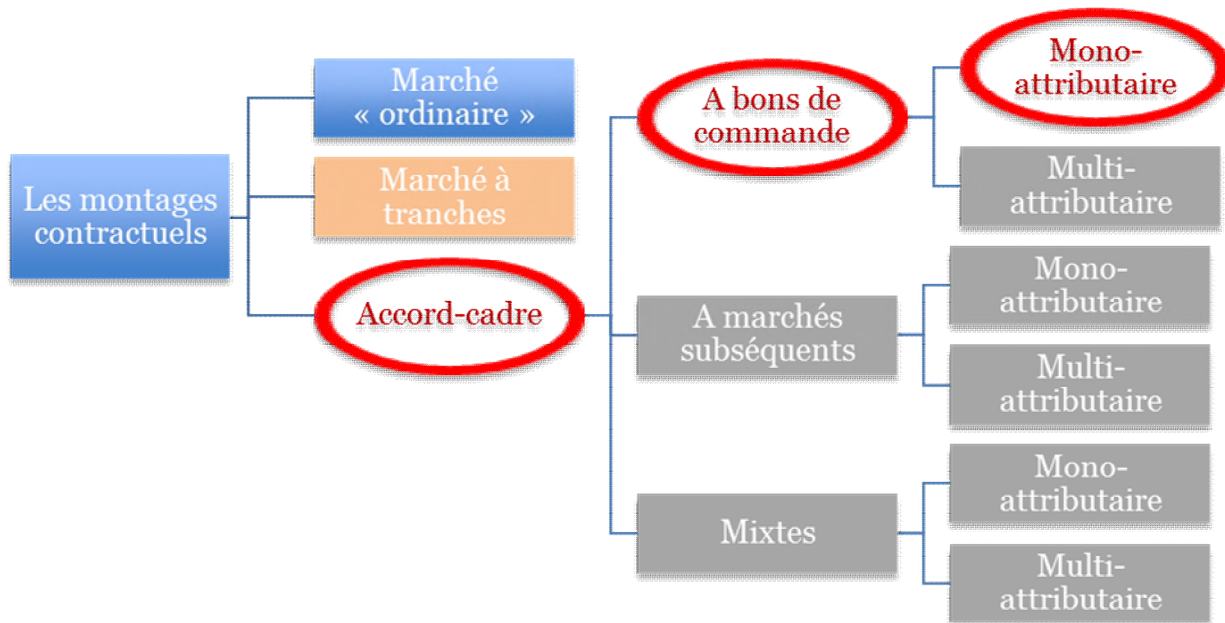 Les montages
contractuels
Marché
« ordinaire »
Marché à
tranches
Accord-cadre
A bons de
commande
Mono-
attributaire
Multi-
attributaire
A marchés
subséquents
Mono-
attributaire
Multi-
attributaire
Mixtes
Mono-
attributaire
Multi-
attributaire